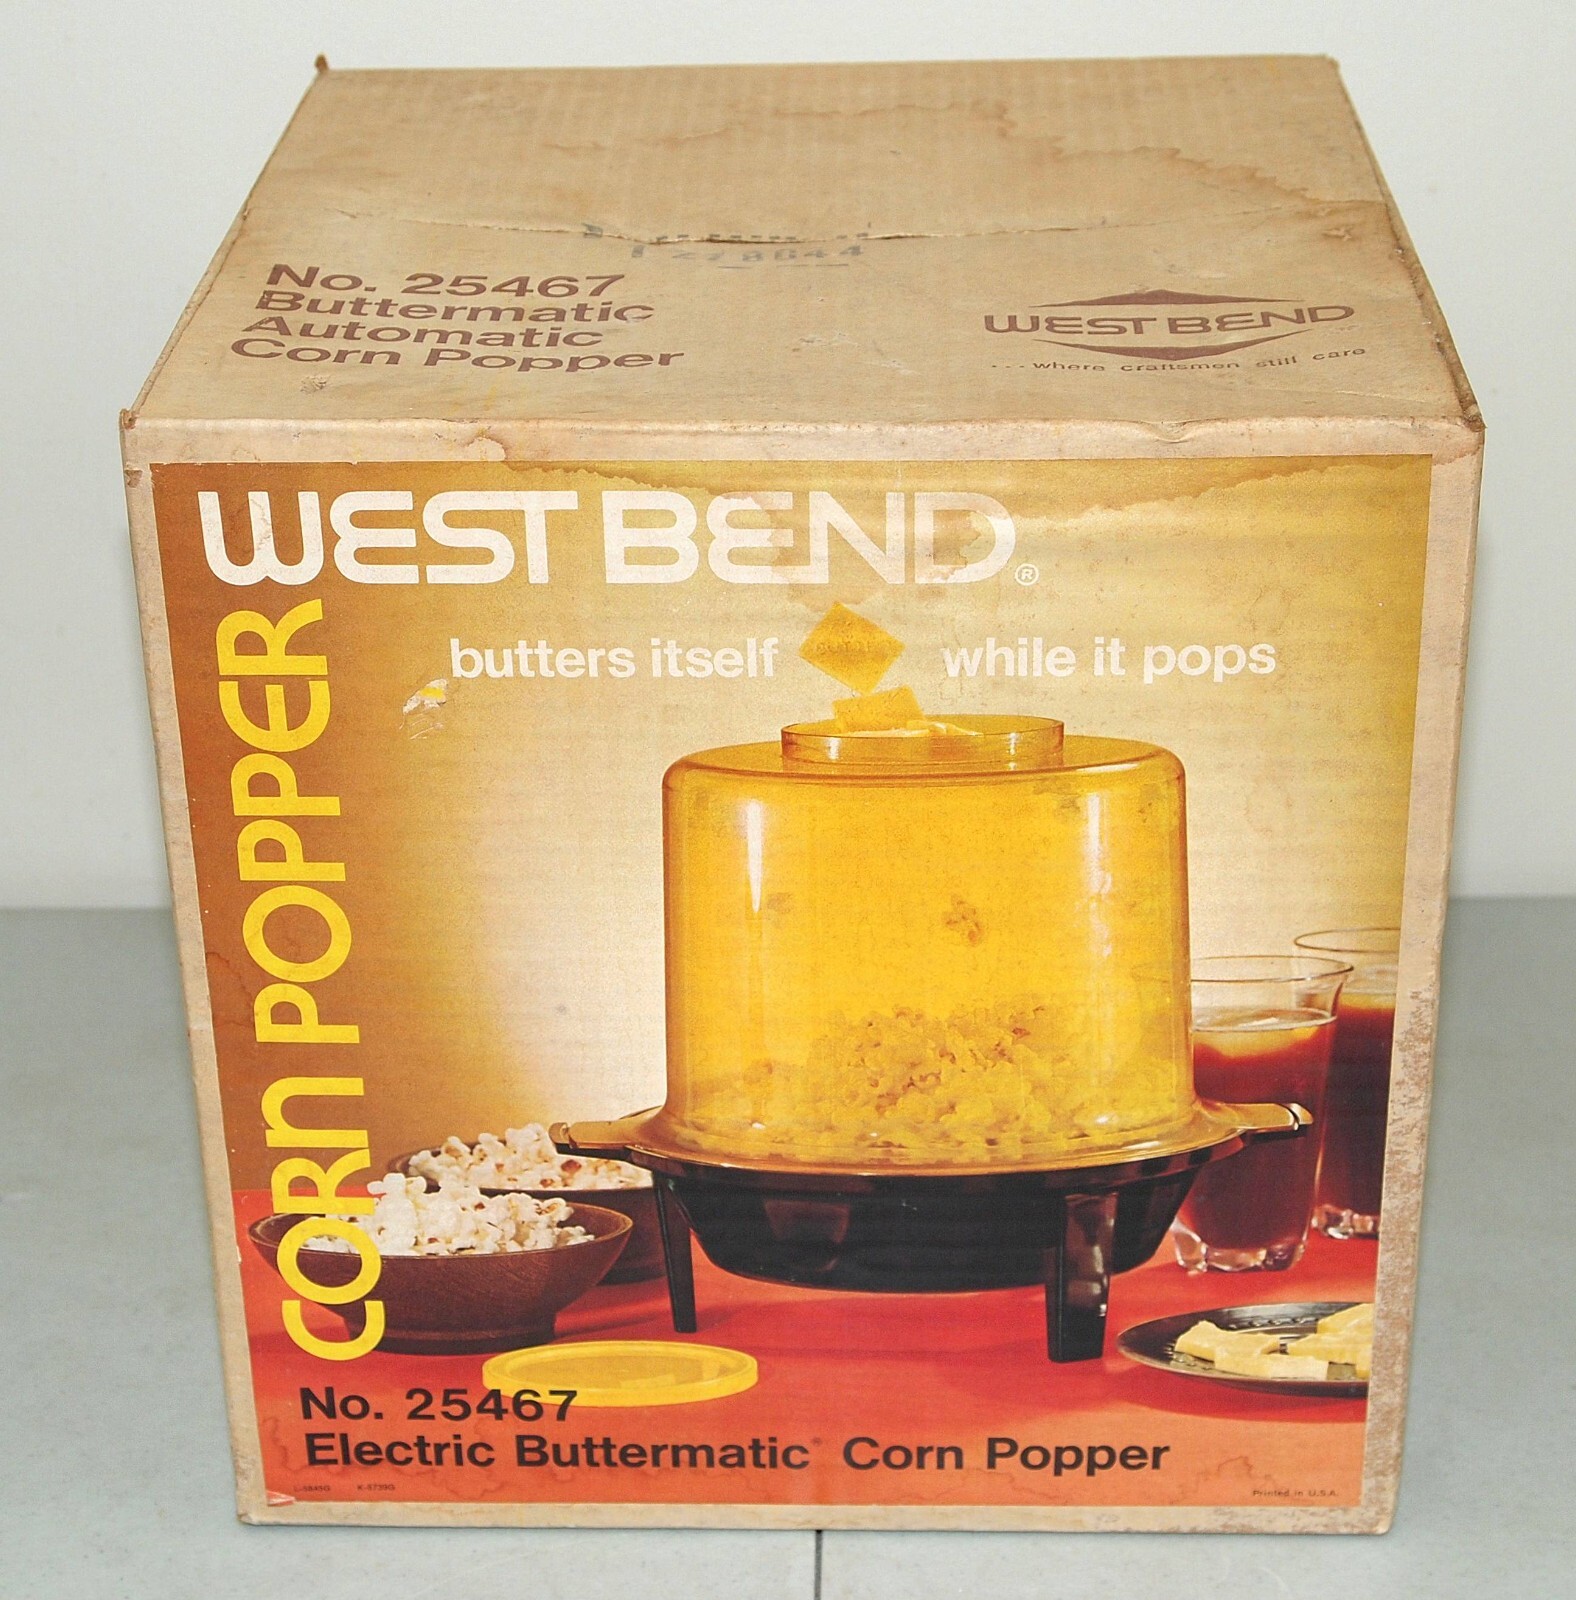 No. 25467
Buttermatic
Automatic
Corn Popper
WEST BEND
...where craftsmen still care
WEST BEND®
butters itself while it pops
CORN POPPER
No. 25467
Electric Buttermatic® Corn Popper
Printed in U.S.A.